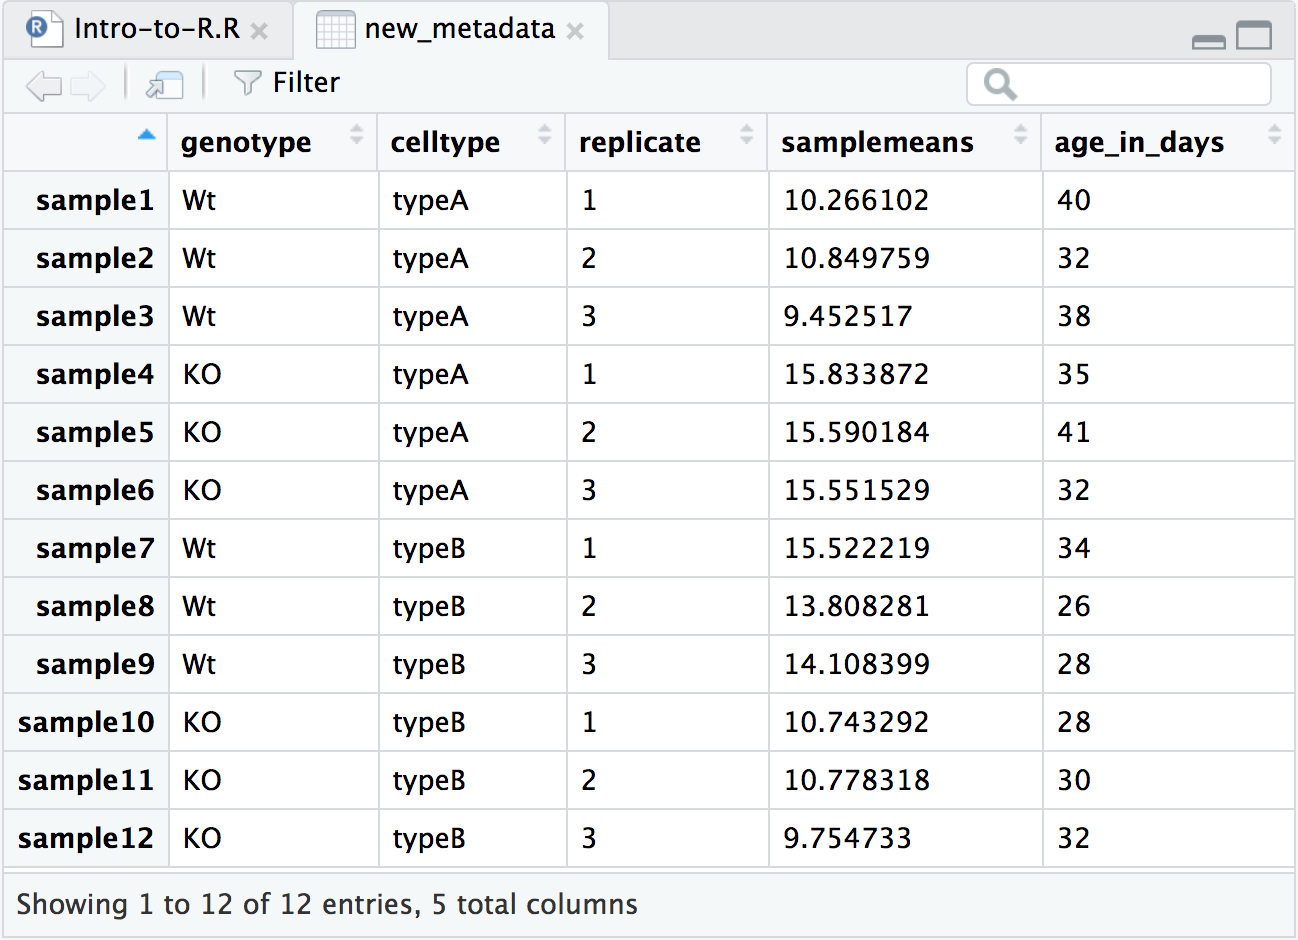 R Intro-to-R.R new_metadata
Filter
genotype celltype replicate samplemeans age_in_days
sample1 Wt typeA 1 10.266102 40
sample2 Wt typeA 2 10.849759 32
sample3 Wt typeA 3 9.452517 38
sample4 KO typeA 1 15.833872 35
sample5 KO typeA 2 15.590184 41
sample6 KO typeA 3 15.551529 32
sample7 Wt typeB 1 15.522219 34
sample8 Wt typeB 2 13.808281 26
sample9 Wt typeB 3 14.108399 28
sample10 KO typeB 1 10.743292 28
sample11 KO typeB 2 10.778318 30
sample12 KO typeB 3 9.754733 32
Showing 1 to 12 of 12 entries, 5 total columns